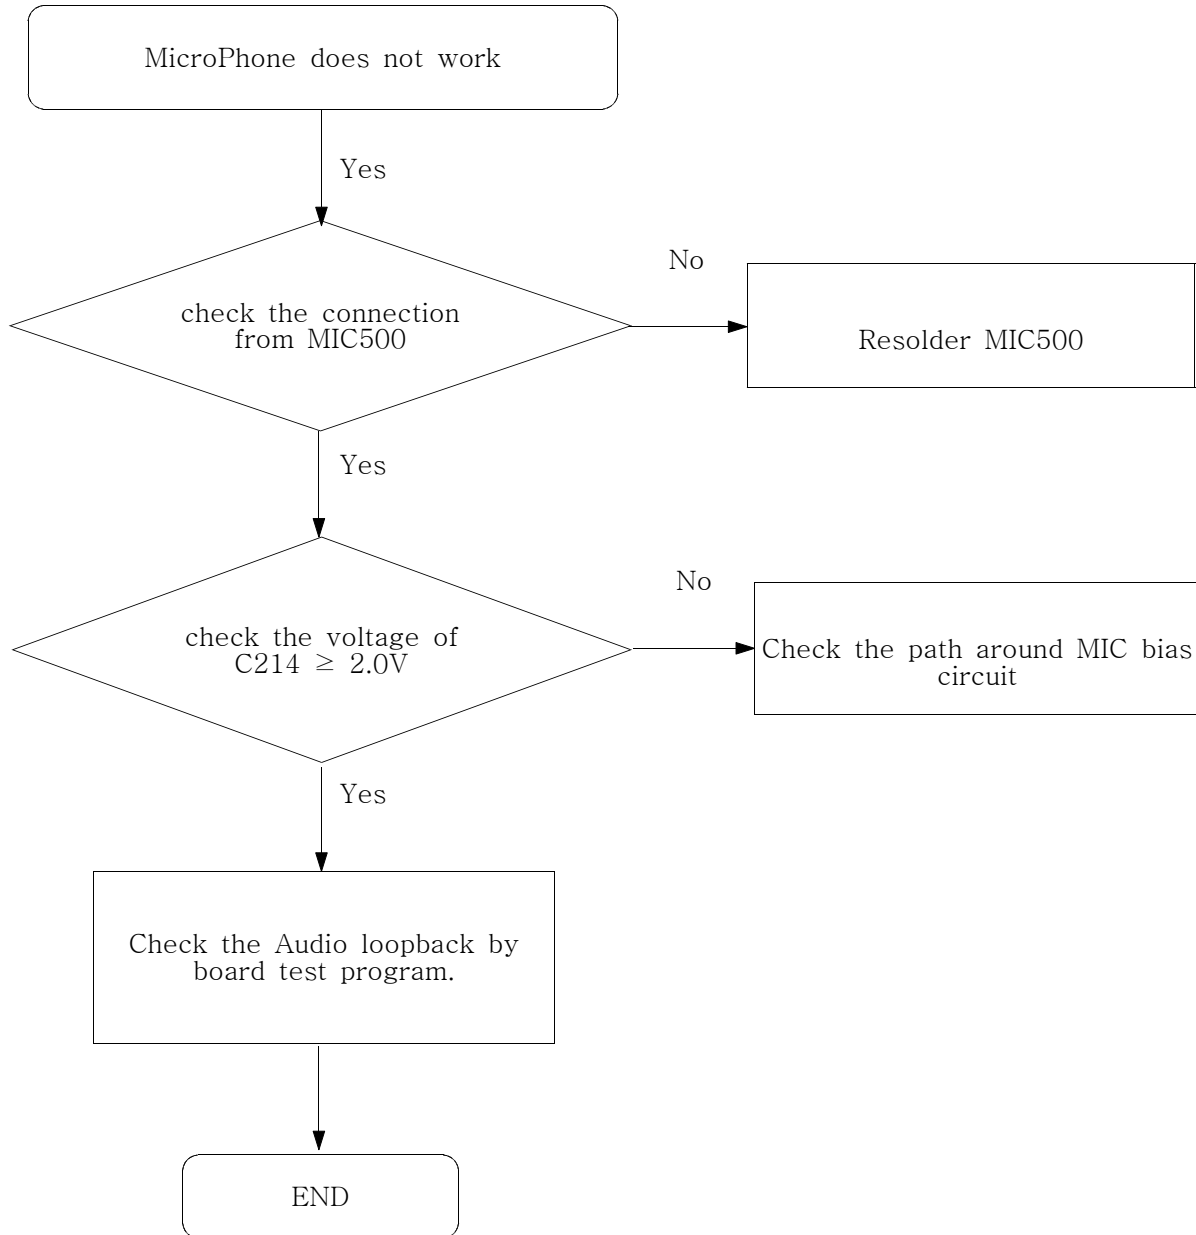 MicroPhone does not work
Yes
No
check the connection
from MIC500
Resolder MIC500
Yes
No
check the voltage of
C214 ≥ 2.0V
Check the path around MIC bias
circuit
Yes
Check the Audio loopback by
board test program.
END